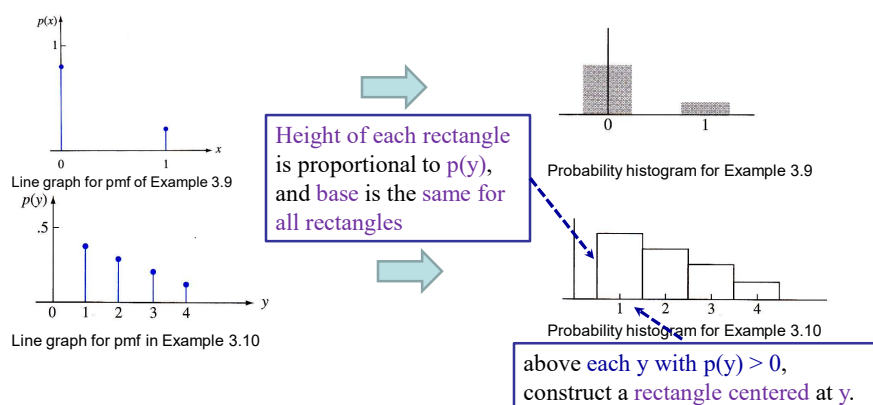 p(x)
1
0
1
x
Line graph for pmf of Example 3.9
p(y)
.5
0 1 2 3 4 y
Line graph for pmf in Example 3.10
Height of each rectangle
is proportional to p(y),
and base is the same for
all rectangles
0 1
Probability histogram for Example 3.9
1 2 3 4
Probability histogram for Example 3.10
above each y with p(y) > 0,
construct a rectangle centered at y.